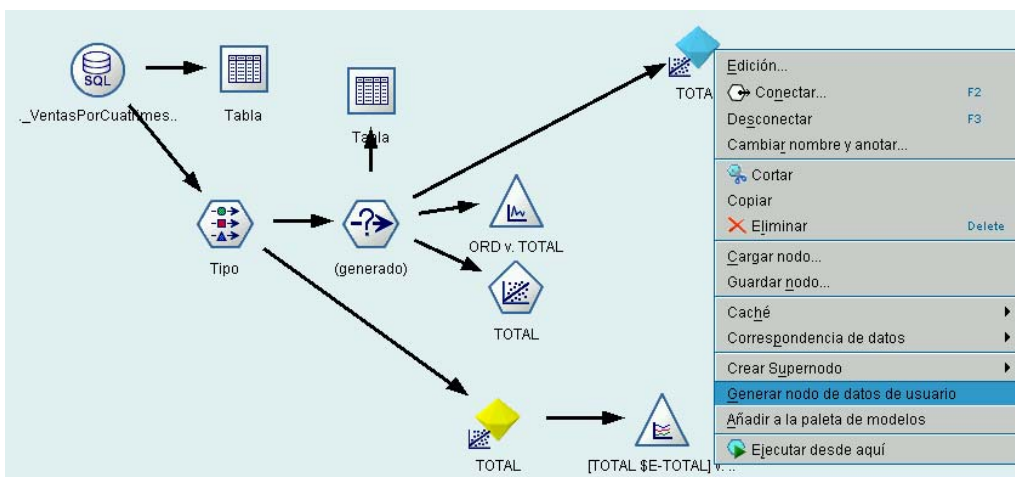 SQL
._VentasPorCuatrimes..
Tabla
Tabla
TOTA
Tipo
(generado)
ORD v. TOTAL
TOTAL
TOTAL
[TOTAL $E-TOTAL] v. ..
Edición...
Conectar... F2
Desconectar F3
Cambiar nombre y anotar...
Cortar
Copiar
Eliminar Delete
Cargar nodo...
Guardar nodo...
Caché
Correspondencia de datos
Crear Supernodo
Generar nodo de datos de usuario
Añadir a la paleta de modelos
Ejecutar desde aquí